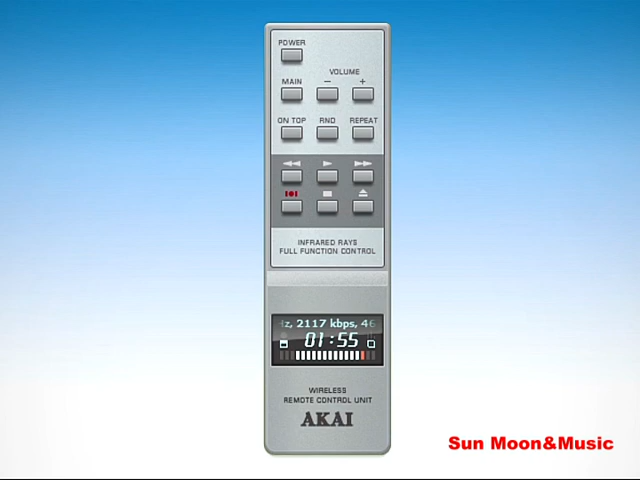 POWER
VOLUME
MAIN - +
ON TOP RND REPEAT
INFRARED RAYS
FULL FUNCTION CONTROL
z, 2117 kbps, 46
01:55
WIRELESS
REMOTE CONTROL UNIT
AKAI
Sun Moon&Music